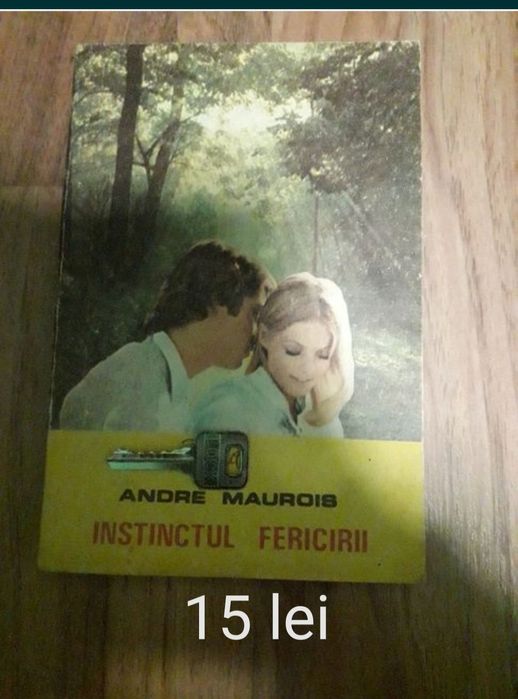 ANDRE MAUROIS
INSTINCTUL FERICIRII
15 lei